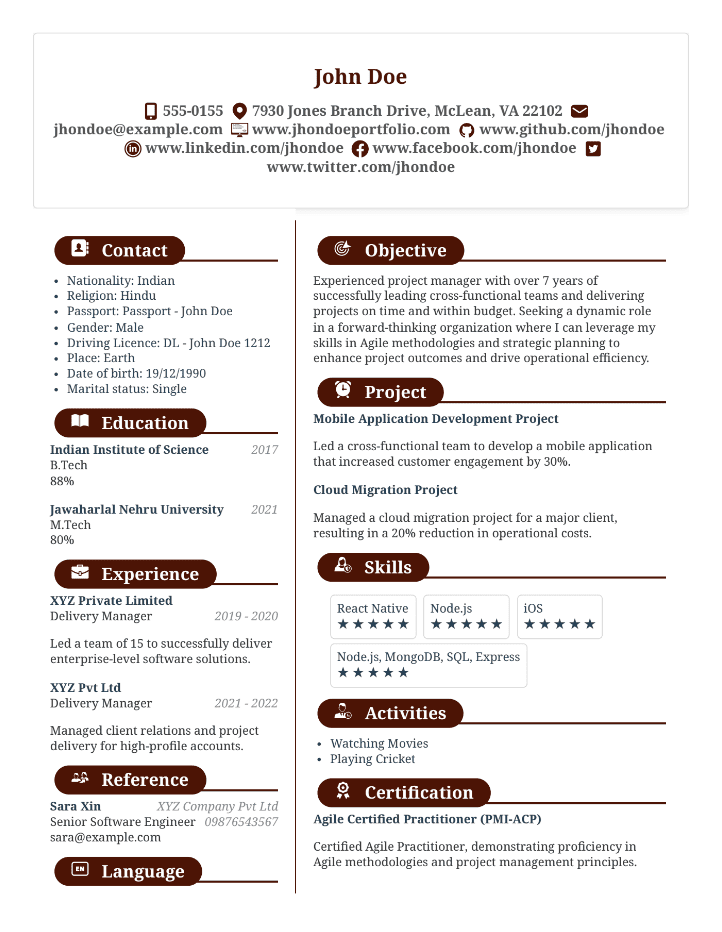 John Doe
555-0155 7930 Jones Branch Drive, McLean, VA 22102
jhondoe@example.com www.jhondoeportfolio.com www.github.com/jhondoe
www.linkedin.com/jhondoe www.facebook.com/jhondoe
www.twitter.com/jhondoe
Contact
• Nationality: Indian
• Religion: Hindu
• Passport: Passport - John Doe
• Gender: Male
• Driving Licence: DL - John Doe 1212
• Place: Earth
• Date of birth: 19/12/1990
• Marital status: Single
Education
Indian Institute of Science 2017
B.Tech
88%
Jawaharlal Nehru University 2021
M.Tech
80%
Experience
XYZ Private Limited
Delivery Manager 2019 - 2020
Led a team of 15 to successfully deliver
enterprise-level software solutions.
XYZ Pvt Ltd
Delivery Manager 2021 - 2022
Managed client relations and project
delivery for high-profile accounts.
Reference
Sara Xin XYZ Company Pvt Ltd
Senior Software Engineer 09876543567
sara@example.com
EN Language
Objective
Experienced project manager with over 7 years of
successfully leading cross-functional teams and delivering
projects on time and within budget. Seeking a dynamic role
in a forward-thinking organization where I can leverage my
skills in Agile methodologies and strategic planning to
enhance project outcomes and drive operational efficiency.
Project
Mobile Application Development Project
Led a cross-functional team to develop a mobile application
that increased customer engagement by 30%.
Cloud Migration Project
Managed a cloud migration project for a major client,
resulting in a 20% reduction in operational costs.
Skills
React Native Node.js iOS
★★★★★ ★★★★★ ★★★★★
Node.js, MongoDB, SQL, Express
★★★★★
Activities
• Watching Movies
• Playing Cricket
Certification
Agile Certified Practitioner (PMI-ACP)
Certified Agile Practitioner, demonstrating proficiency in
Agile methodologies and project management principles.